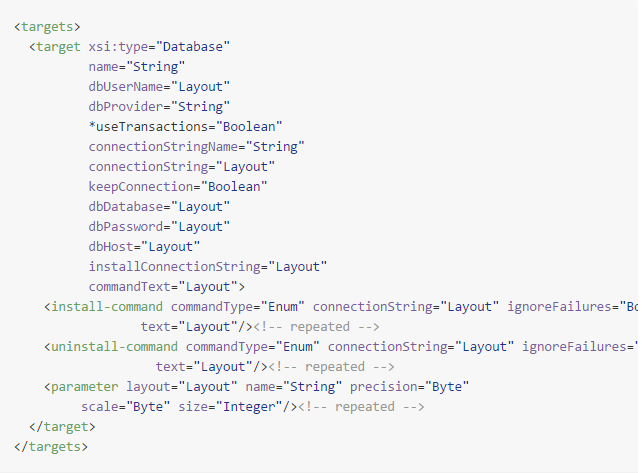 <targets>
<target xsi:type="Database"
name="String"
dbUserName="Layout"
dbProvider="String"
*useTransactions="Boolean"
connectionStringName="String"
connectionString="Layout"
keepConnection="Boolean"
dbDatabase="Layout"
dbPassword="Layout"
dbHost="Layout"
installConnectionString="Layout"
commandText="Layout">
<install-command commandType="Enum" connectionString="Layout" ignoreFailures="Bo
text="Layout"/><!-- repeated -->
<uninstall-command commandType="Enum" connectionString="Layout" ignoreFailures="
text="Layout"/><!-- repeated -->
<parameter layout="Layout" name="String" precision="Byte"
scale="Byte" size="Integer"/><!-- repeated -->
</target>
</targets>